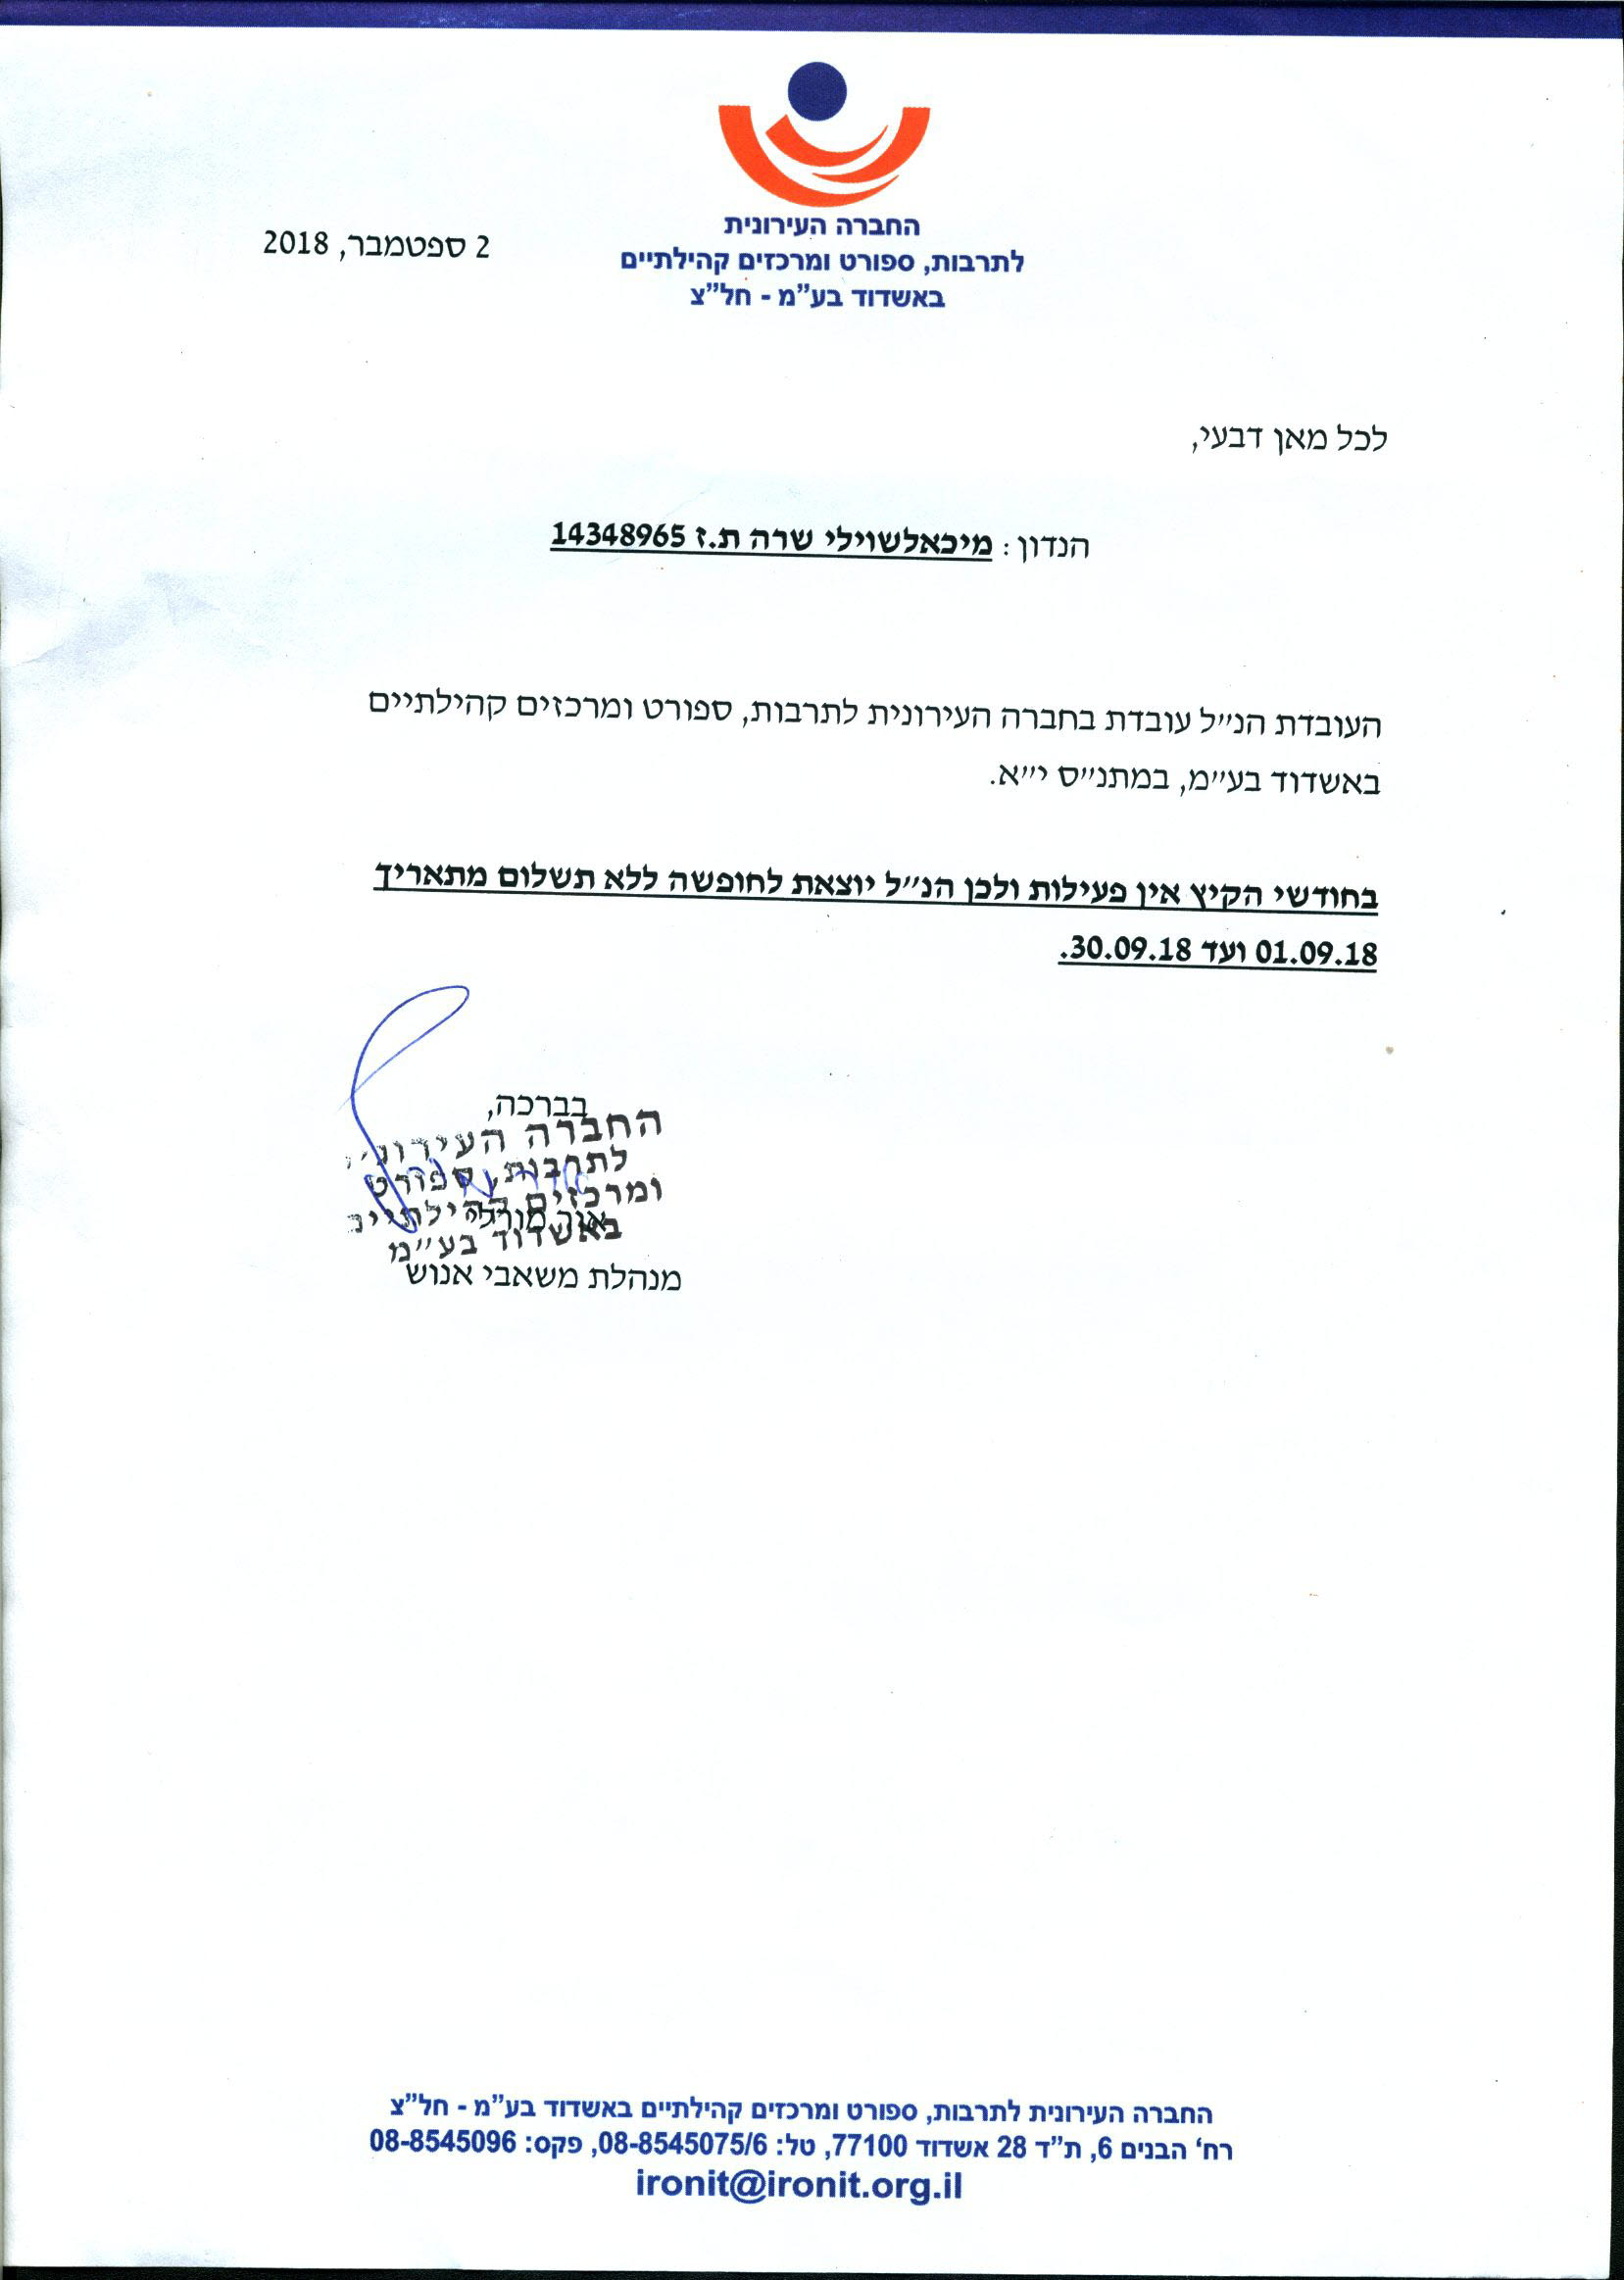 החברה העירונית
לתרבות, ספורט ומרכזים קהילתיים
באשדוד בע"מ - חל"צ
2 ספטמבר, 2018
לכל מאן דבעי,
הנדון : מיכאלשוילי שרה ת.ז 14348965
העובדת הנ״ל עובדת בחברה העירונית לתרבות, ספורט ומרכזים קהילתיים
באשדוד בע״מ, במתנ״ס י״א.
בחודשי הקיץ אין פעילות ולכן הנ״ל יוצאת לחופשה ללא תשלום מתאריך
01.09.18 ועד 30.09.18.
בברכה,
החברה
לתרבות, ספורט
ומרכזים
באשדוד בע״מ
מנהלת משאבי אנוש
החברה העירונית לתרבות, ספורט ומרכזים קהילתיים באשדוד בע"מ - חל"צ
רח' הבנים 6, ת"ד 28 אשדוד 77100, טל: 08-8545075/6, פקס: 08-8545096
ironit@ironit.org.il